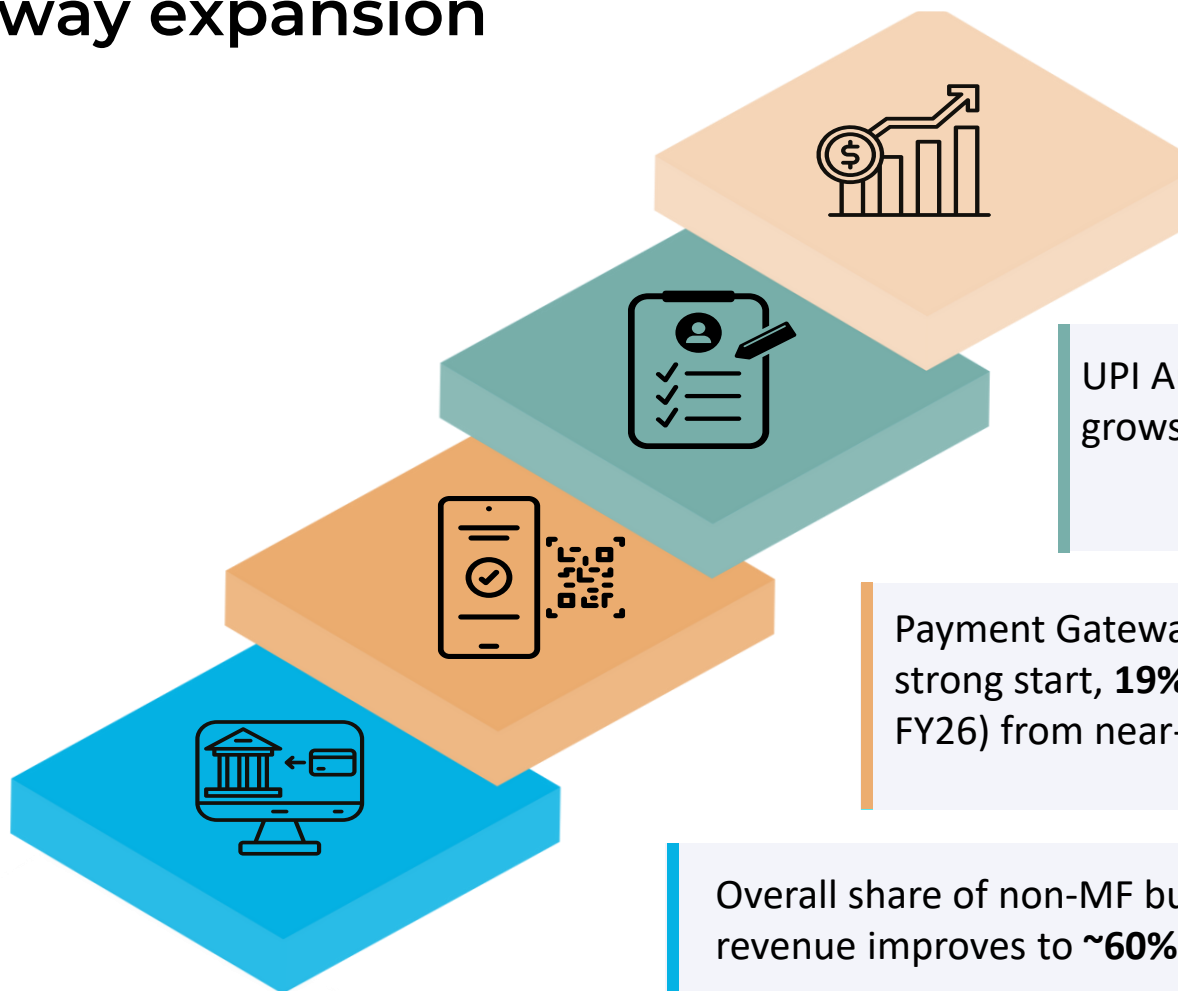 way expansion
$
UPI A
grows
Payment Gatewa
strong start, 19%
FY26) from near-
Overall share of non-MF bu
revenue improves to ~60%